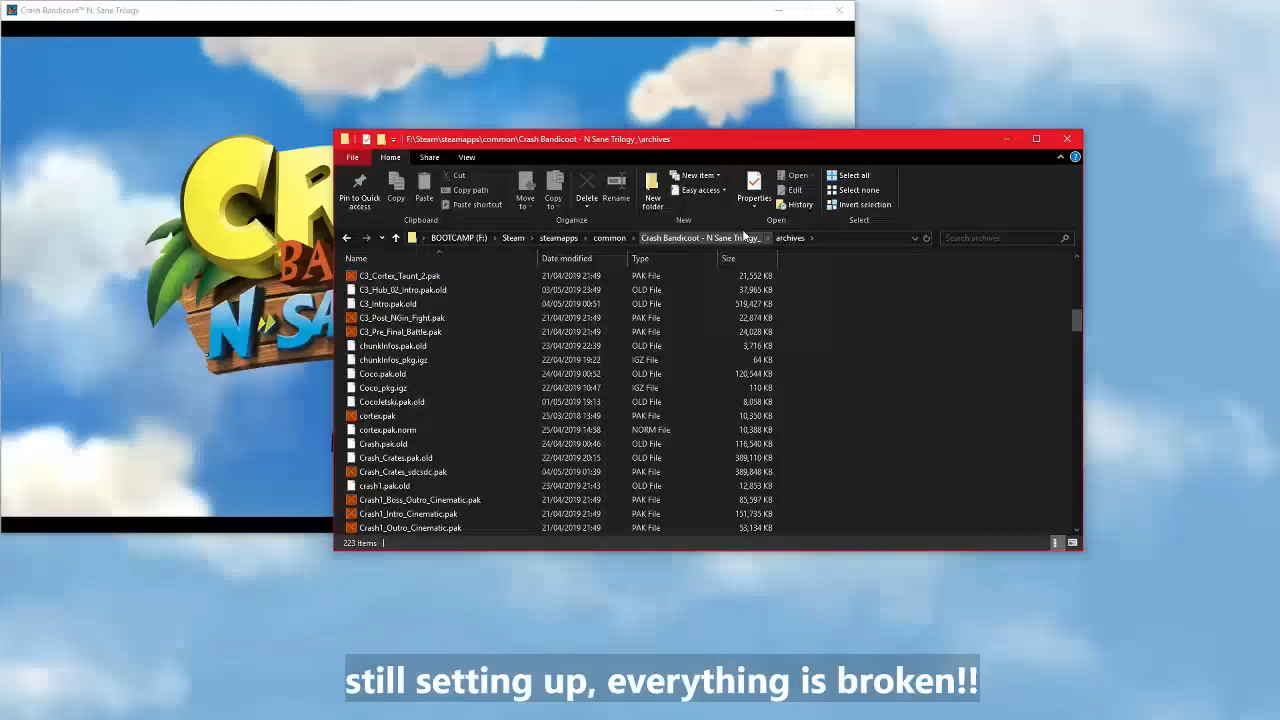 Crash Bandicoot™ N. Sane Trilogy
F:\Steam\steamapps\common\Crash Bandicoot - N Sane Trilogy_\archives
File Home Share View
Pin to Quick access
Copy
Paste
Cut
Copy path
Paste shortcut
Move to
Copy to
Delete
Rename
New folder
New item
Easy access
Properties
Open
Edit
History
Select all
Select none
Invert selection
Clipboard Organize New Open Select
BOOTCAMP (F:) Steam steamapps common Crash Bandicoot - N Sane Trilogy_ archives
Search archives
Name Date modified Type Size
C3_Cortex_Taunt_2.pak 21/04/2019 21:49 PAK File 21,552 KB
C3_Hub_02_Intro.pak.old 03/05/2019 23:49 OLD File 37,965 KB
C3_Intro.pak.old 04/05/2019 00:51 OLD File 519,427 KB
C3_Post_NGin_Fight.pak 21/04/2019 21:49 PAK File 22,874 KB
C3_Pre_Final_Battle.pak 21/04/2019 21:49 PAK File 24,028 KB
chunkInfos.pak.old 23/04/2019 22:39 OLD File 3,716 KB
chunkInfos_pkg.igz 22/04/2019 19:22 IGZ File 64 KB
Coco.pak.old 24/04/2019 00:52 OLD File 120,544 KB
Coco_pkg.igz 22/04/2019 10:47 IGZ File 110 KB
CocoJetski.pak.old 01/05/2019 19:13 OLD File 8,058 KB
cortex.pak 25/03/2018 13:49 PAK File 10,350 KB
cortex.pak.norm 25/04/2019 14:58 NORM File 10,388 KB
Crash.pak.old 24/04/2019 00:46 OLD File 116,540 KB
Crash_Crates.pak.old 22/04/2019 20:15 OLD File 389,110 KB
Crash_Crates_sdcsdc.pak 04/05/2019 01:39 PAK File 389,848 KB
crash1.pak.old 23/04/2019 21:43 OLD File 12,853 KB
Crash1_Boss_Outro_Cinematic.pak 21/04/2019 21:49 PAK File 85,597 KB
Crash1_Intro_Cinematic.pak 21/04/2019 21:49 PAK File 151,735 KB
Crash1_Outro_Cinematic.pak 21/04/2019 21:49 PAK File 53,134 KB
223 items
CR
BA
N. SA
still setting up, everything is broken!!